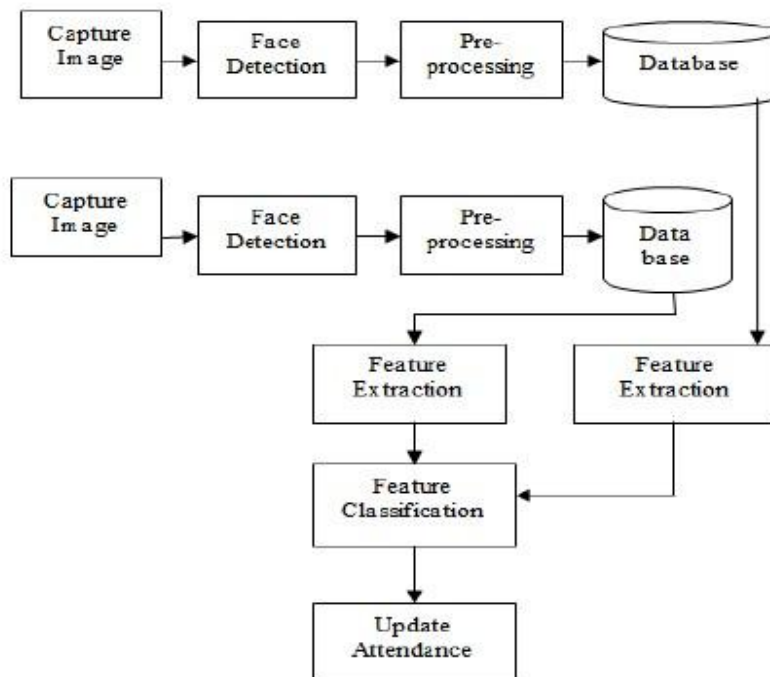 Capture
Image
Face
Detection
Pre-
processing
Database
Capture
Image
Face
Detection
Pre-
processing
Data
base
Feature
Extraction
Feature
Extraction
Feature
Classification
Update
Attendance